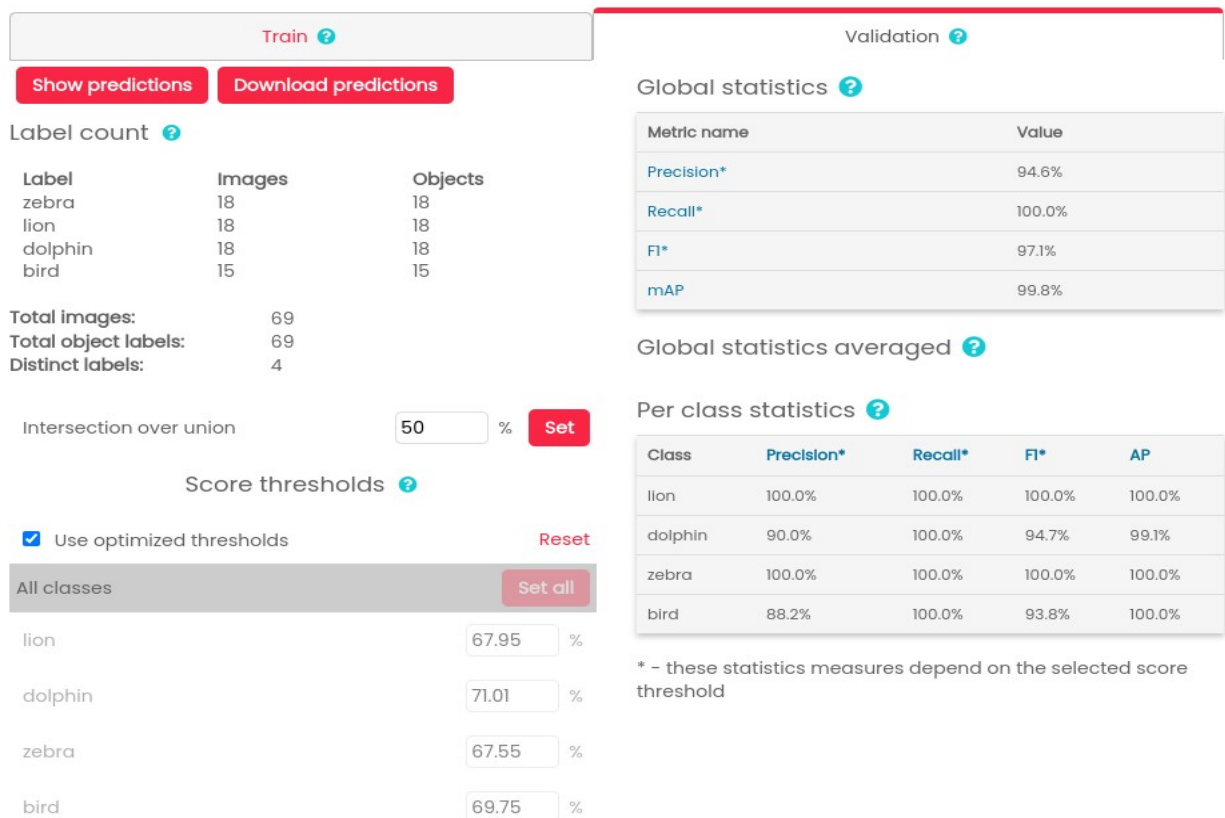 Train ?
Validation ?
Show predictions Download predictions
Label count ?
Label Images Objects
zebra 18 18
lion 18 18
dolphin 18 18
bird 15 15
Total images: 69
Total object labels: 69
Distinct labels: 4
Intersection over union 50 % Set
Score thresholds ?
Use optimized thresholds Reset
All classes Set all
lion 67.95 %
dolphin 71.01 %
zebra 67.55 %
bird 69.75 %
Global statistics ?
Metric name Value
Precision* 94.6%
Recall* 100.0%
F1* 97.1%
mAP 99.8%
Global statistics averaged ?
Per class statistics ?
Class Precision* Recall* F1* AP
lion 100.0% 100.0% 100.0% 100.0%
dolphin 90.0% 100.0% 94.7% 99.1%
zebra 100.0% 100.0% 100.0% 100.0%
bird 88.2% 100.0% 93.8% 100.0%
* - these statistics measures depend on the selected score
threshold